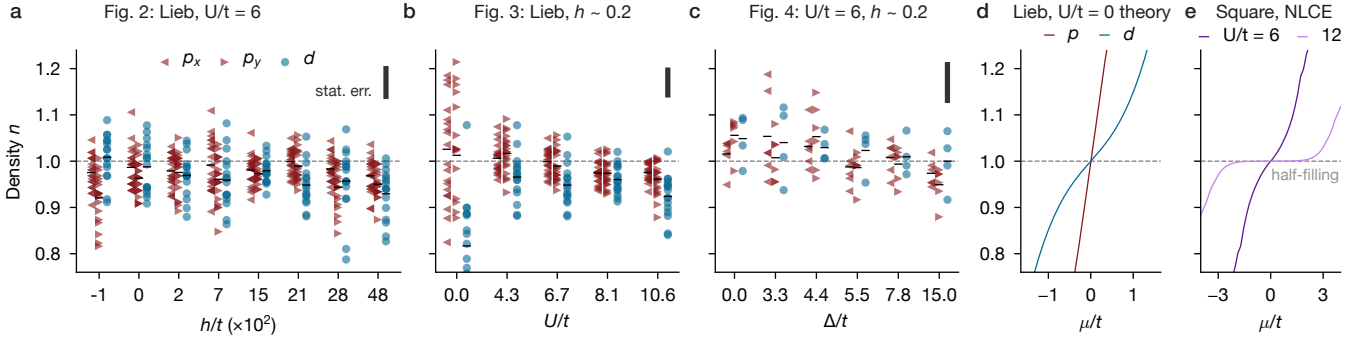 a Fig. 2: Lieb, U/t = 6
b Fig. 3: Lieb, h ~ 0.2
c Fig. 4: U/t = 6, h ~ 0.2
d Lieb, U/t = 0 theory
e Square, NLCE
p d
U/t = 6 12
px py d
stat. err.
1.2
1.1
1.0
0.9
0.8
Density n
half-filling
-1 0 2 7 15 21 28 48
0.0 4.3 6.7 8.1 10.6
0.0 3.3 4.4 5.5 7.8 15.0
−1 0 1
−3 0 3
h/t (×10²)
U/t
Δ/t
μ/t
μ/t